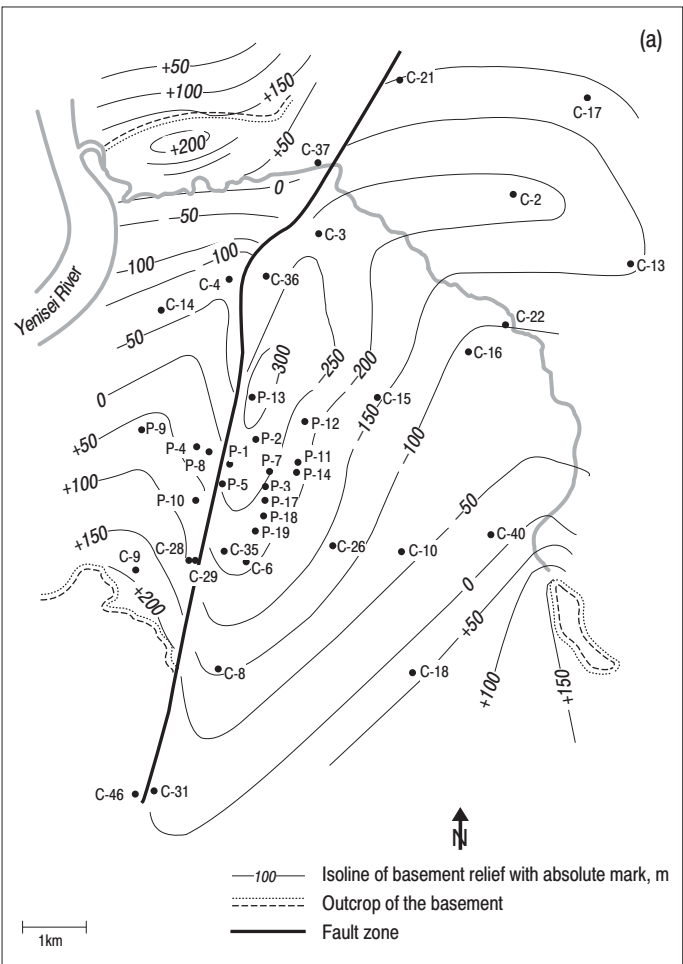 (a)
+50
+100
+150
C-21
C-17
+200
+50
C-37
0
C-2
-50
C-3
-100
-100
C-4
C-36
C-13
Yenisei River
C-14
-50
C-22
C-16
-300
-250
-200
0
P-13
C-15
-150
+50
P-9
P-12
-100
P-4
P-1
P-2
P-8
P-7
P-11
P-14
+100
P-5
P-3
P-10
P-17
-50
P-18
+150
P-19
C-40
C-9
C-28
C-35
C-26
C-10
C-29
C-6
0
+200
+50
C-8
C-18
+100
+150
C-46
C-31
N
-100 Isoline of basement relief with absolute mark, m
Outcrop of the basement
Fault zone
1km